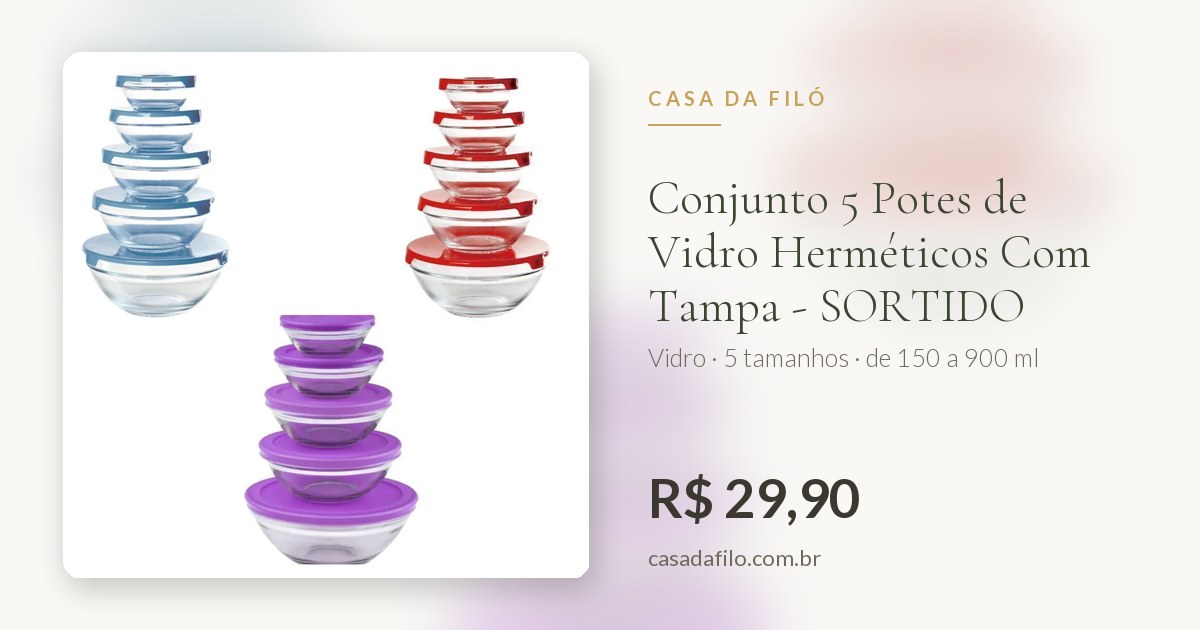 CASA DA FILÓ
Conjunto 5 Potes de
Vidro Herméticos Com
Tampa - SORTIDO
Vidro · 5 tamanhos · de 150 a 900 ml
R$ 29,90
casadafilo.com.br